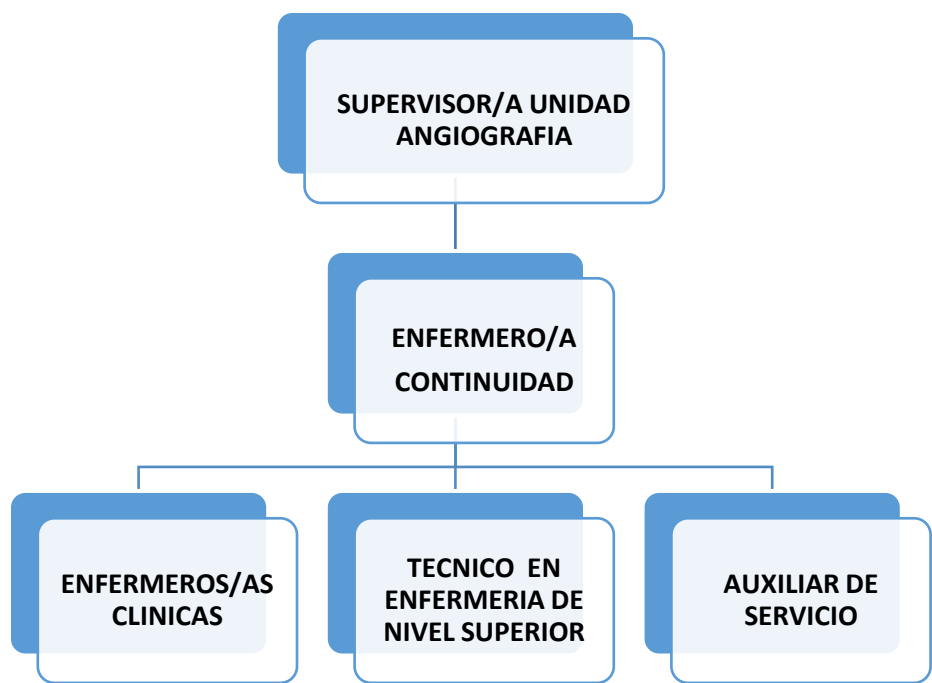 SUPERVISOR/A UNIDAD
ANGIOGRAFIA
ENFERMERO/A
CONTINUIDAD
ENFERMEROS/AS
CLINICAS
TECNICO EN
ENFERMERIA DE
NIVEL SUPERIOR
AUXILIAR DE
SERVICIO